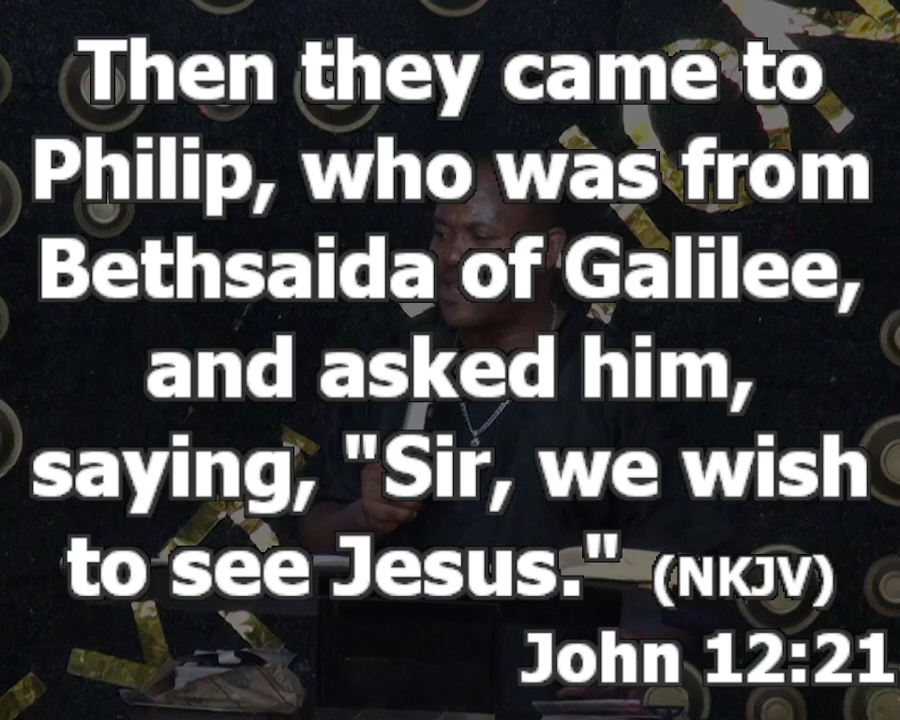 Then they came to
Philip, who was from
Bethsaida of Galilee,
and asked him,
saying, "Sir, we wish
to see Jesus." (NKJV)
John 12:21